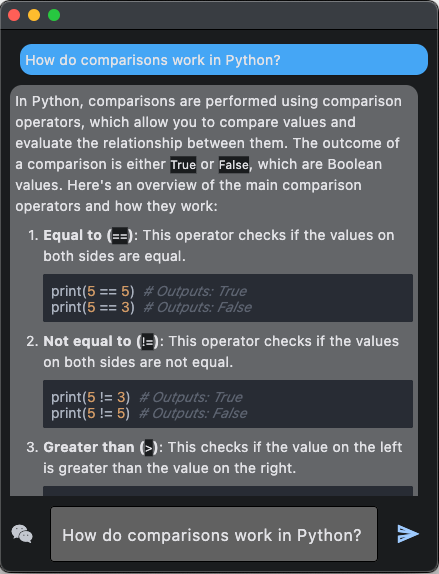 How do comparisons work in Python?
In Python, comparisons are performed using comparison
operators, which allow you to compare values and
evaluate the relationship between them. The outcome of
a comparison is either True or False, which are Boolean
values. Here's an overview of the main comparison
operators and how they work:
1. Equal to (==): This operator checks if the values on
both sides are equal.
print(5 == 5) # Outputs: True
print(5 == 3) # Outputs: False
2. Not equal to (!=): This operator checks if the values
on both sides are not equal.
print(5 != 3) # Outputs: True
print(5 != 5) # Outputs: False
3. Greater than (>): This checks if the value on the left
is greater than the value on the right.
How do comparisons work in Python?